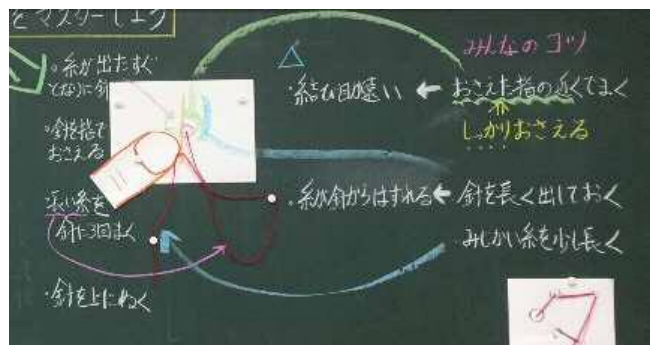 をマスターしよう
みんなのコツ
・糸が出たすぐ
となりに針
・針を指で
おさえる
・長い糸を
針に3回まく
・針を上にぬく
・結び目が遠い ← おさえた指の近くでまく
しっかりおさえる
・糸が針からはずれる ← 針を長く出しておく
みじかい糸を少し長く